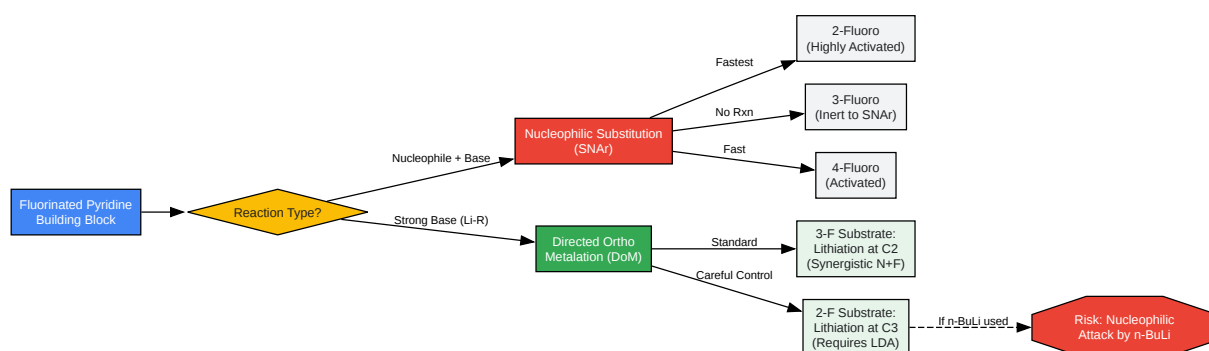 Fluorinated Pyridine
Building Block
Reaction Type?
Nucleophile + Base
Strong Base (Li-R)
Nucleophilic Substitution
(SNAr)
Directed Ortho
Metalation (DoM)
Fastest
No Rxn
Fast
Standard
Careful Control
2-Fluoro
(Highly Activated)
3-Fluoro
(Inert to SNAr)
4-Fluoro
(Activated)
3-F Substrate:
Lithiation at C2
(Synergistic N+F)
2-F Substrate:
Lithiation at C3
(Requires LDA)
If n-BuLi used
Risk: Nucleophilic
Attack by n-BuLi